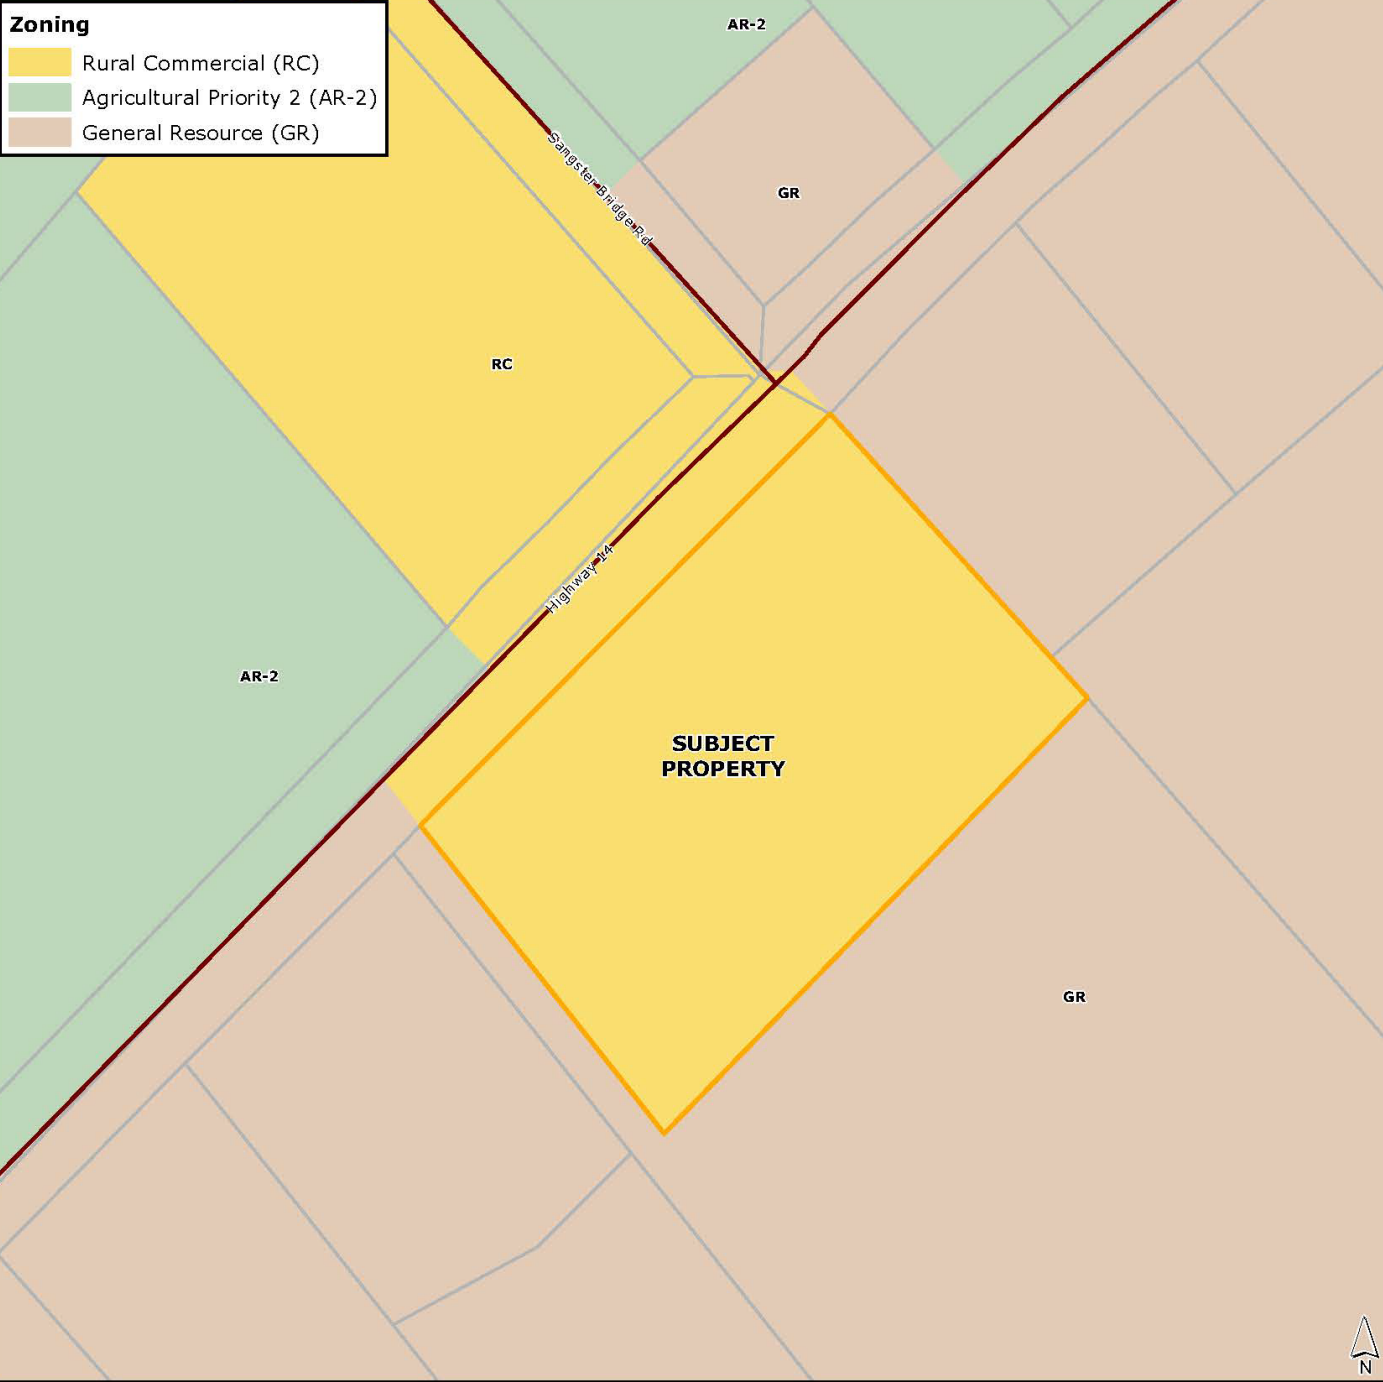 Zoning
Rural Commercial (RC)
Agricultural Priority 2 (AR-2)
General Resource (GR)
AR-2
Sangster Bridge Rd
GR
RC
Highway 14
AR-2
SUBJECT
PROPERTY
GR
N